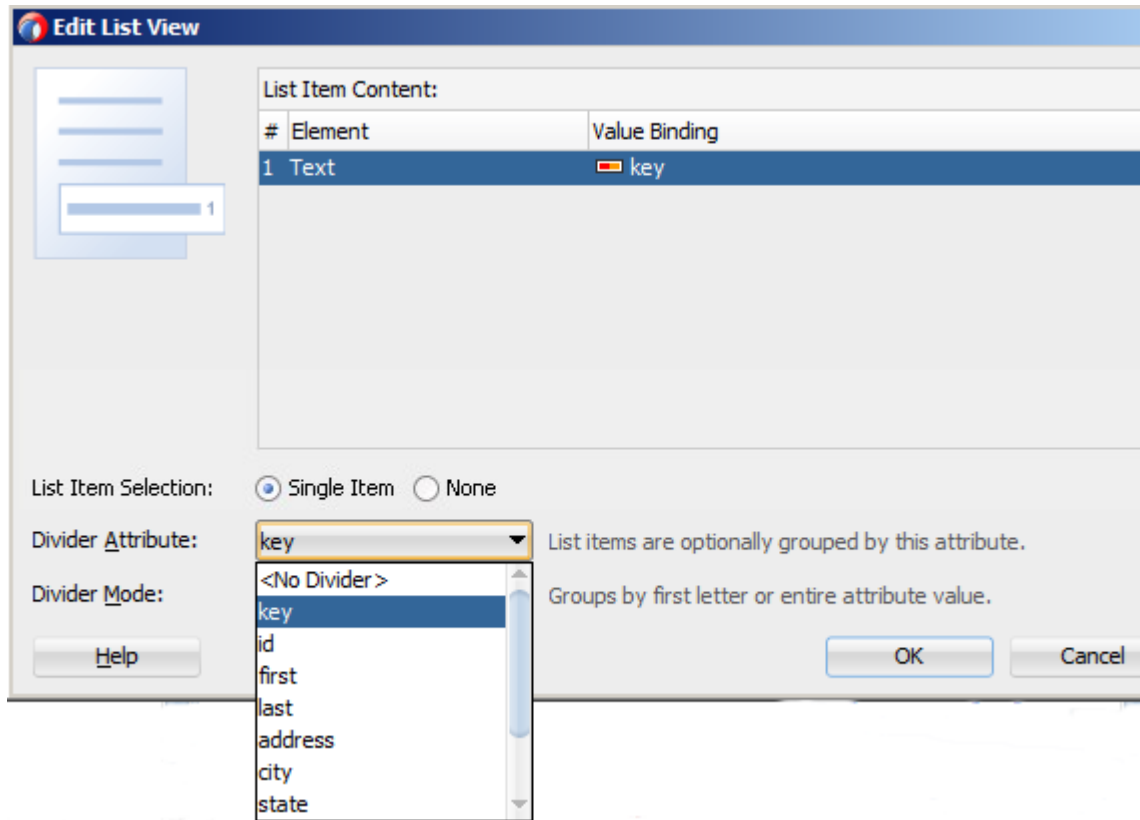 Edit List View
List Item Content:
# Element Value Binding
1 Text key
1
List Item Selection: Single Item None
Divider Attribute: key List items are optionally grouped by this attribute.
<No Divider>
Divider Mode: key Groups by first letter or entire attribute value.
id
Help OK Cancel
first
last
address
city
state